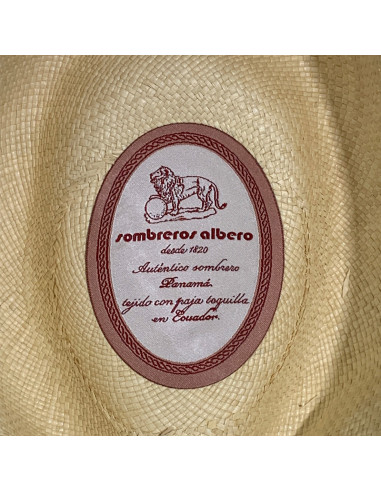 sombreros albero
desde 1820
Auténtico sombrero
Panamá.
tejido con paja toquilla
en Ecuador.